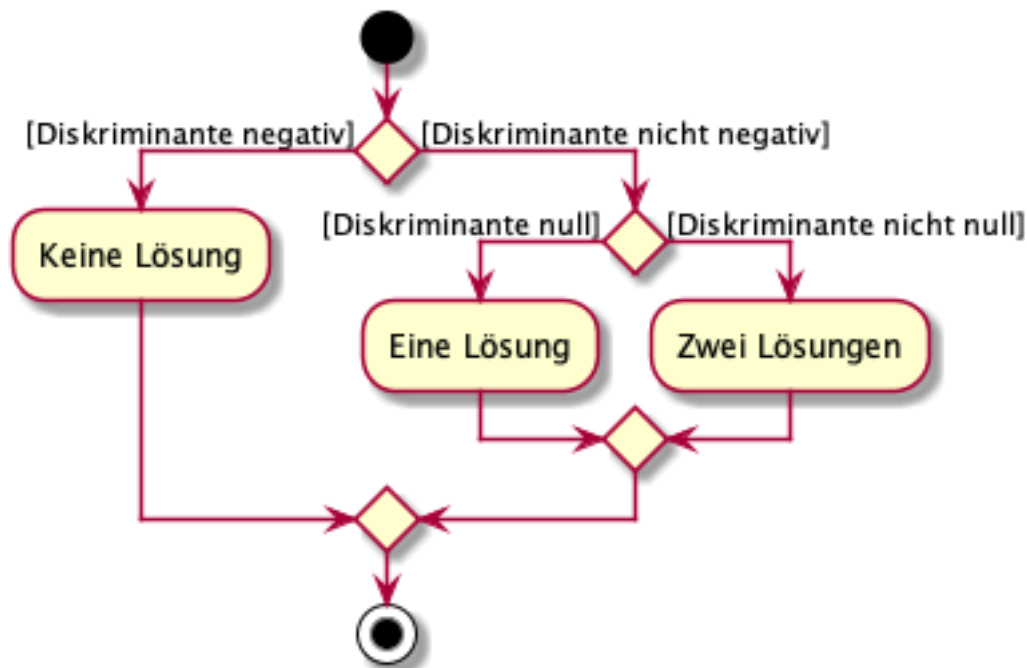 [Diskriminante negativ]
[Diskriminante nicht negativ]
Keine Lösung
[Diskriminante null]
[Diskriminante nicht null]
Eine Lösung
Zwei Lösungen